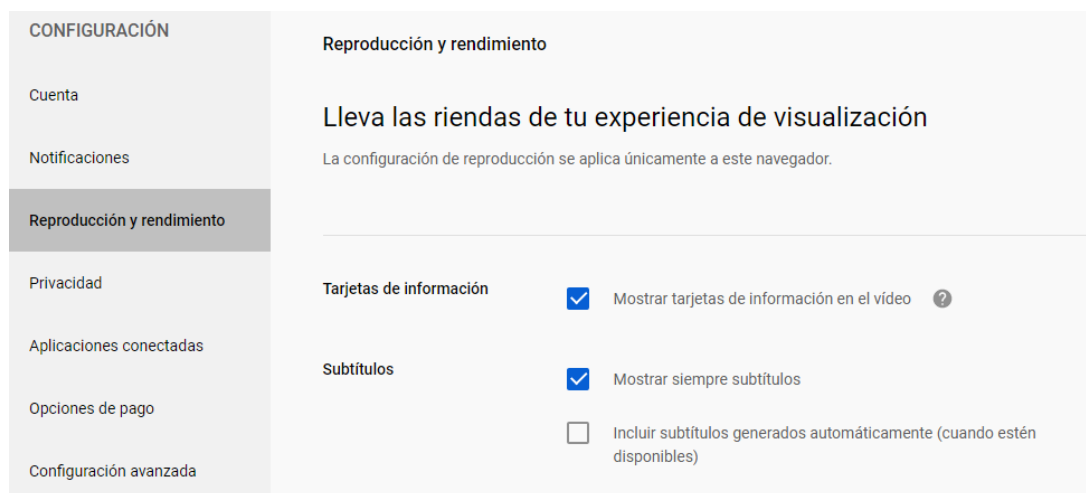 CONFIGURACIÓN
Cuenta
Notificaciones
Reproducción y rendimiento
Privacidad
Aplicaciones conectadas
Opciones de pago
Configuración avanzada
Reproducción y rendimiento
Lleva las riendas de tu experiencia de visualización
La configuración de reproducción se aplica únicamente a este navegador.
Tarjetas de información
Mostrar tarjetas de información en el vídeo
?
Subtítulos
Mostrar siempre subtítulos
Incluir subtítulos generados automáticamente (cuando estén
disponibles)